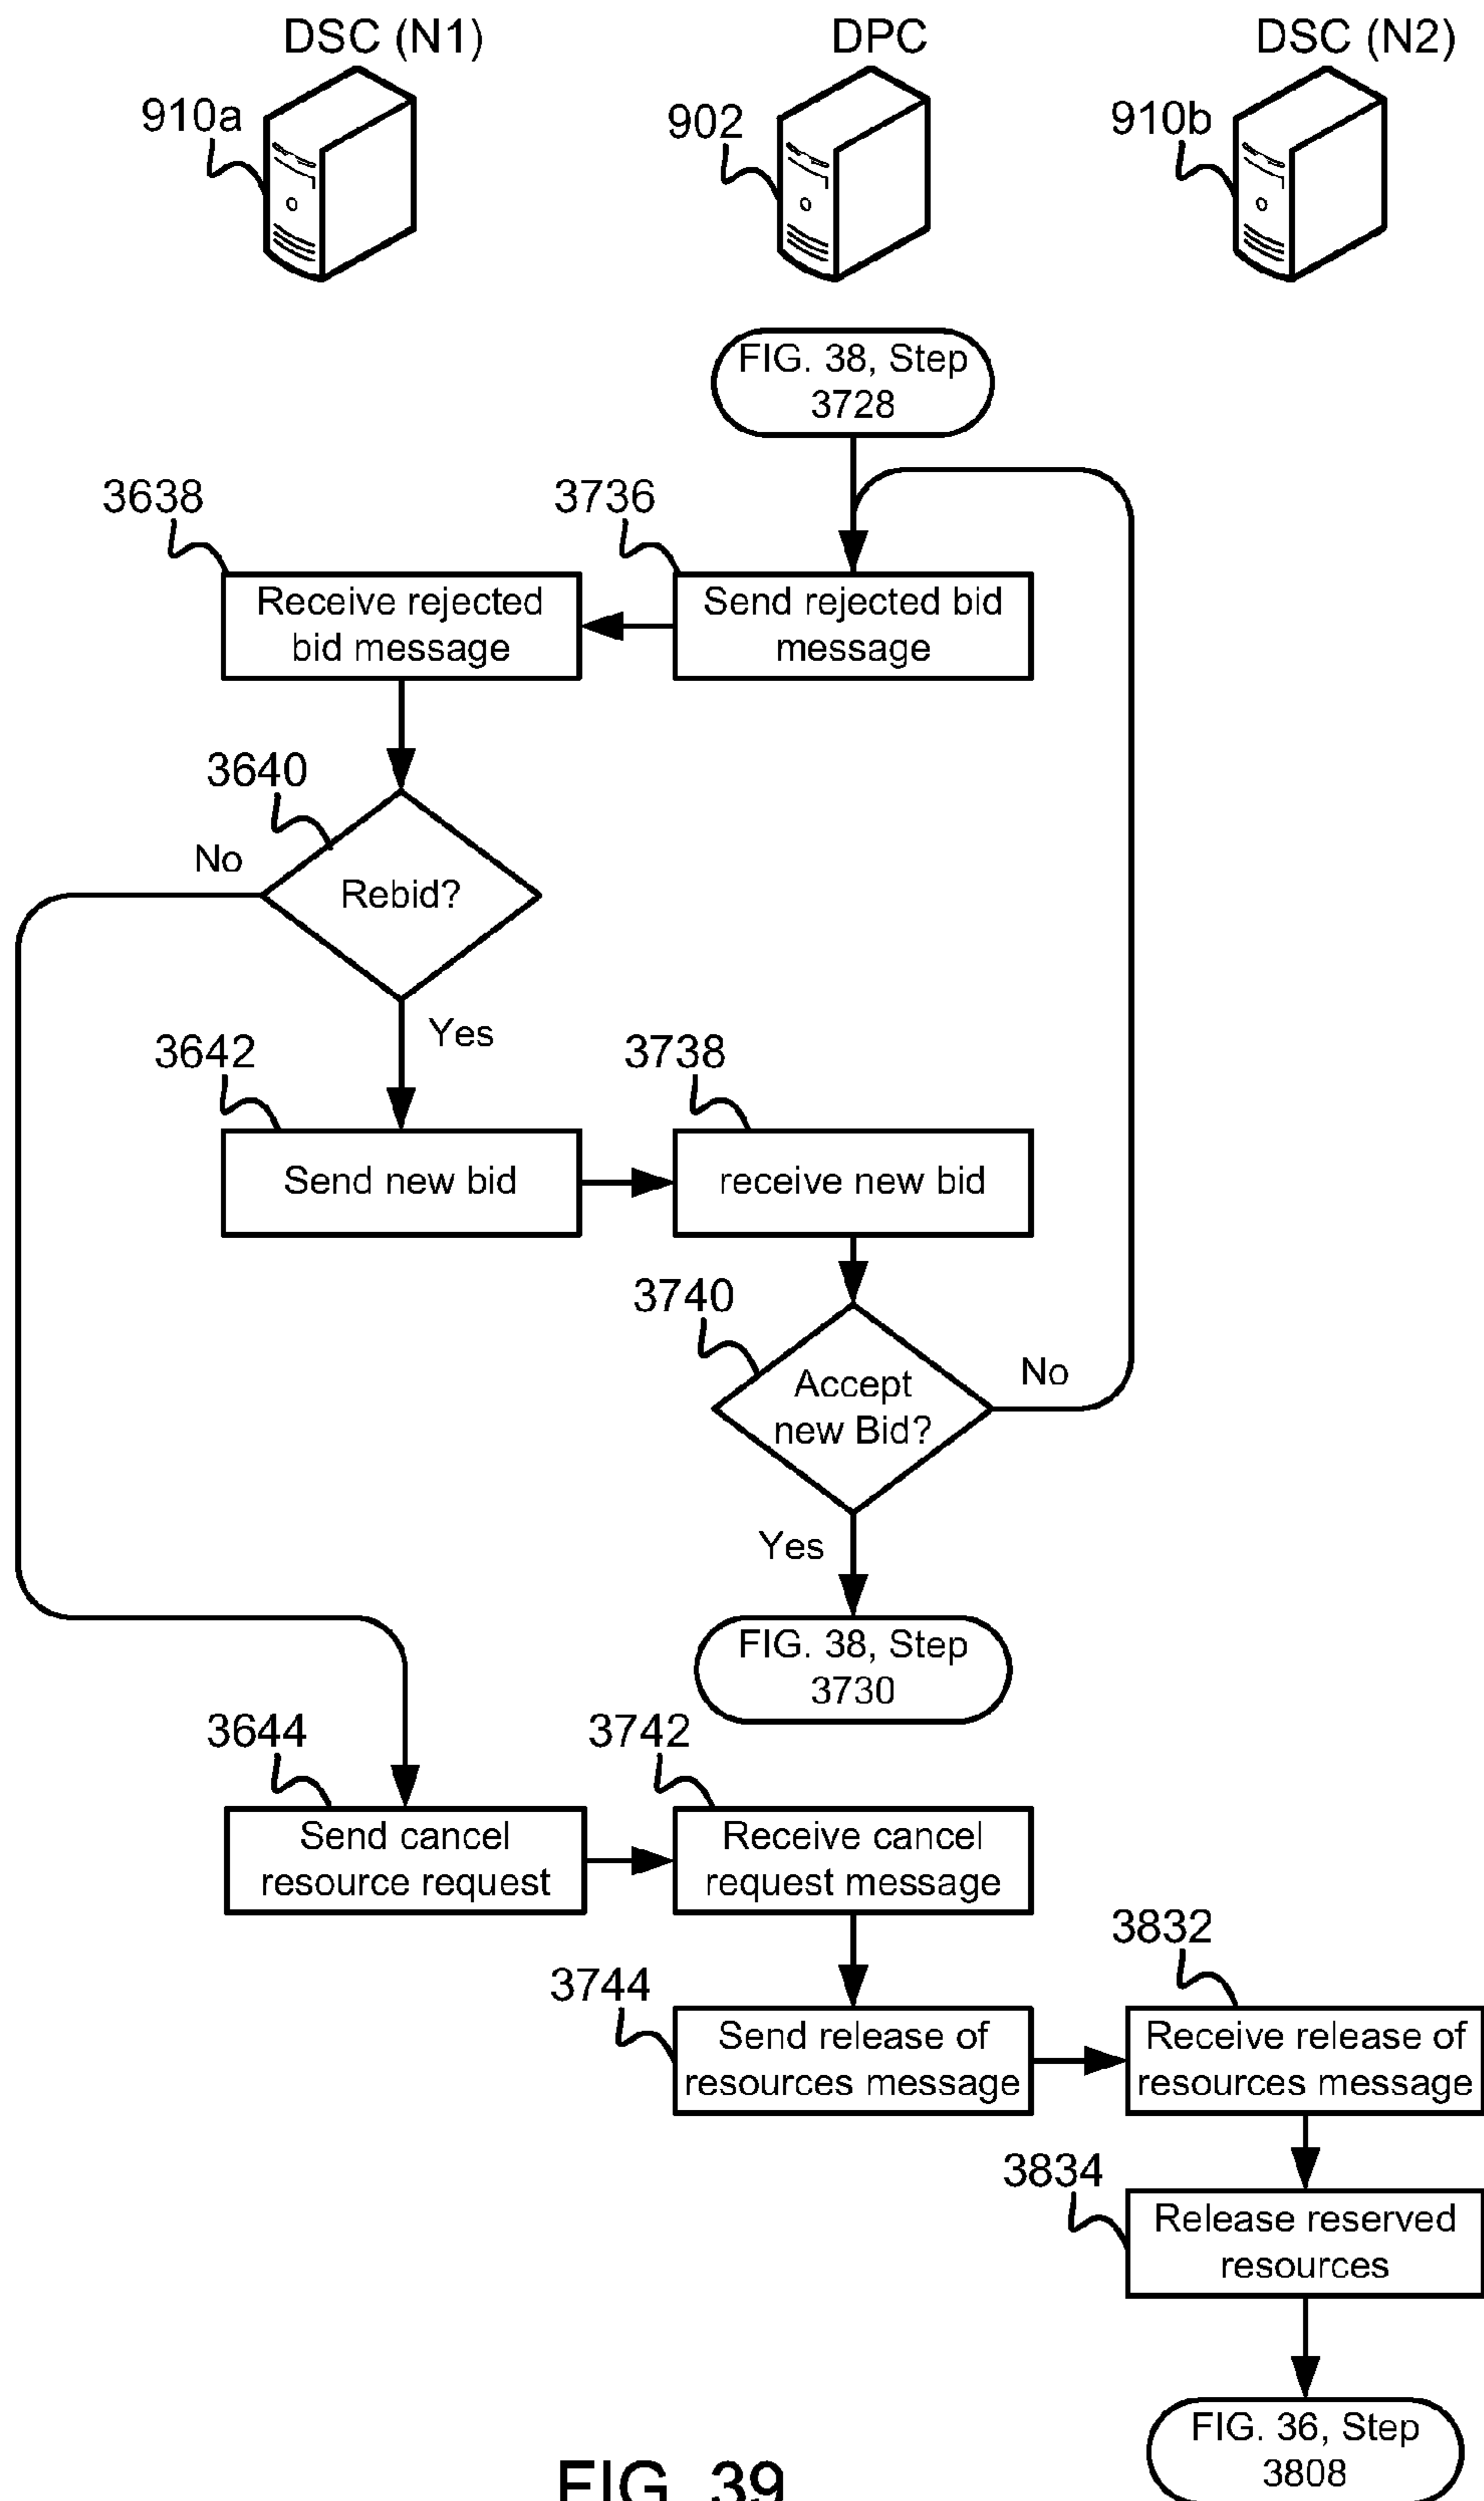 DSC (N1)
DPC
DSC (N2)
910a
902
910b
FIG. 38, Step
3728
3638
3736
Receive rejected
bid message
Send rejected bid
message
3640
No
Rebid?
Yes
3642
3738
Send new bid
receive new bid
3740
Accept
new Bid?
No
Yes
FIG. 38, Step
3730
3644
3742
Send cancel
resource request
Receive cancel
request message
3832
3744
Send release of
resources message
Receive release of
resources message
3834
Release reserved
resources
FIG. 36, Step
3808
FIG. 39